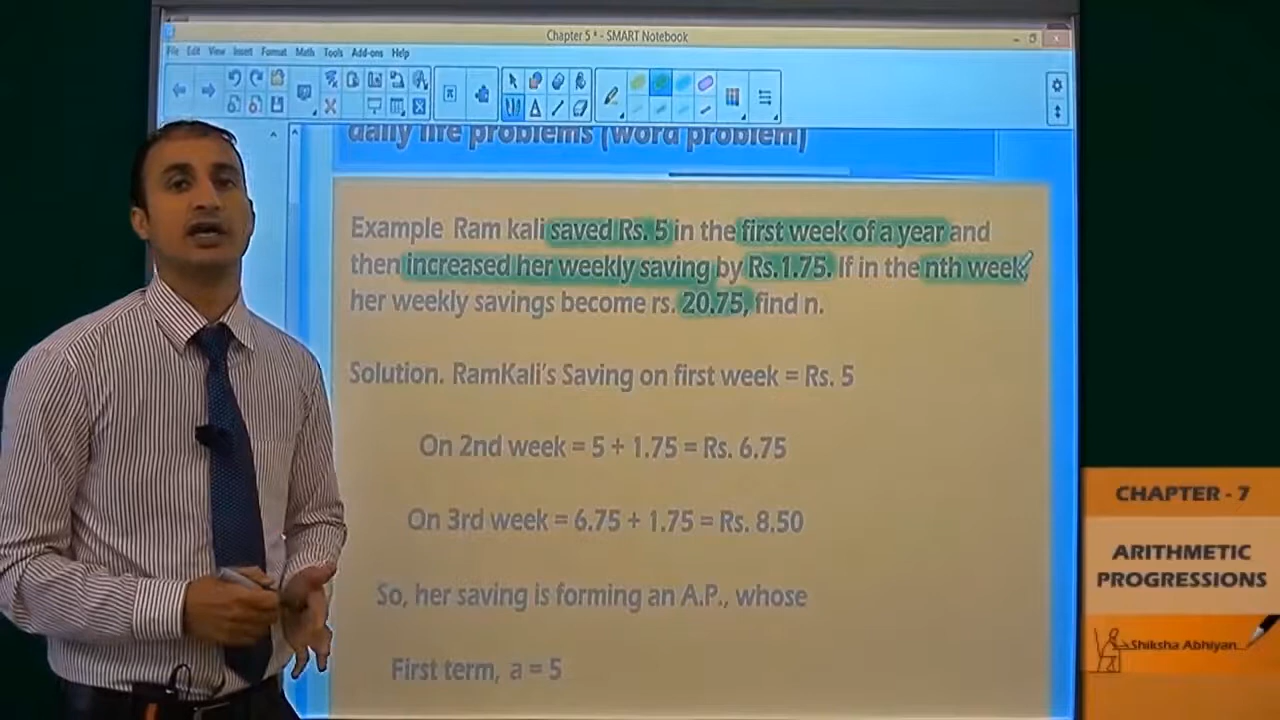 Chapter 5 * - SMART Notebook
File Edit View Insert Format Math Tools Add-ons Help
daily life problems (word problem)
Example Ram kali saved Rs. 5 in the first week of a year and
then increased her weekly saving by Rs.1.75. If in the nth week,
her weekly savings become rs. 20.75, find n.
Solution. RamKali's Saving on first week = Rs. 5
On 2nd week = 5 + 1.75 = Rs. 6.75
On 3rd week = 6.75 + 1.75 = Rs. 8.50
So, her saving is forming an A.P., whose
First term, a = 5
CHAPTER - 7
ARITHMETIC
PROGRESSIONS
Shiksha Abhiyan